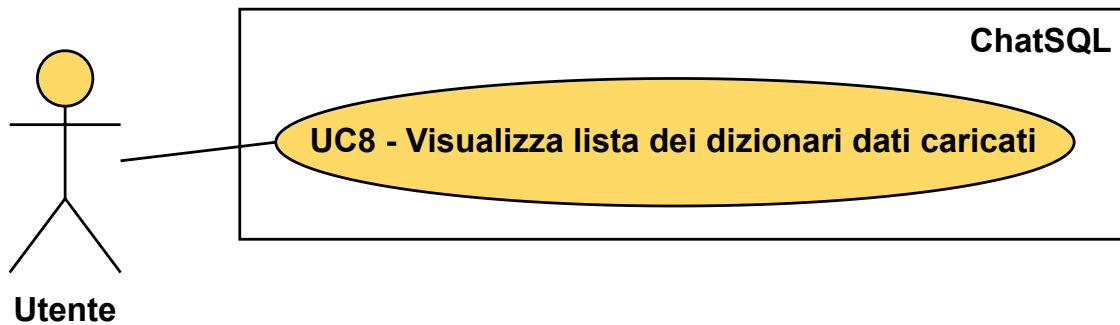 ChatSQL
UC8 - Visualizza lista dei dizionari dati caricati
Utente